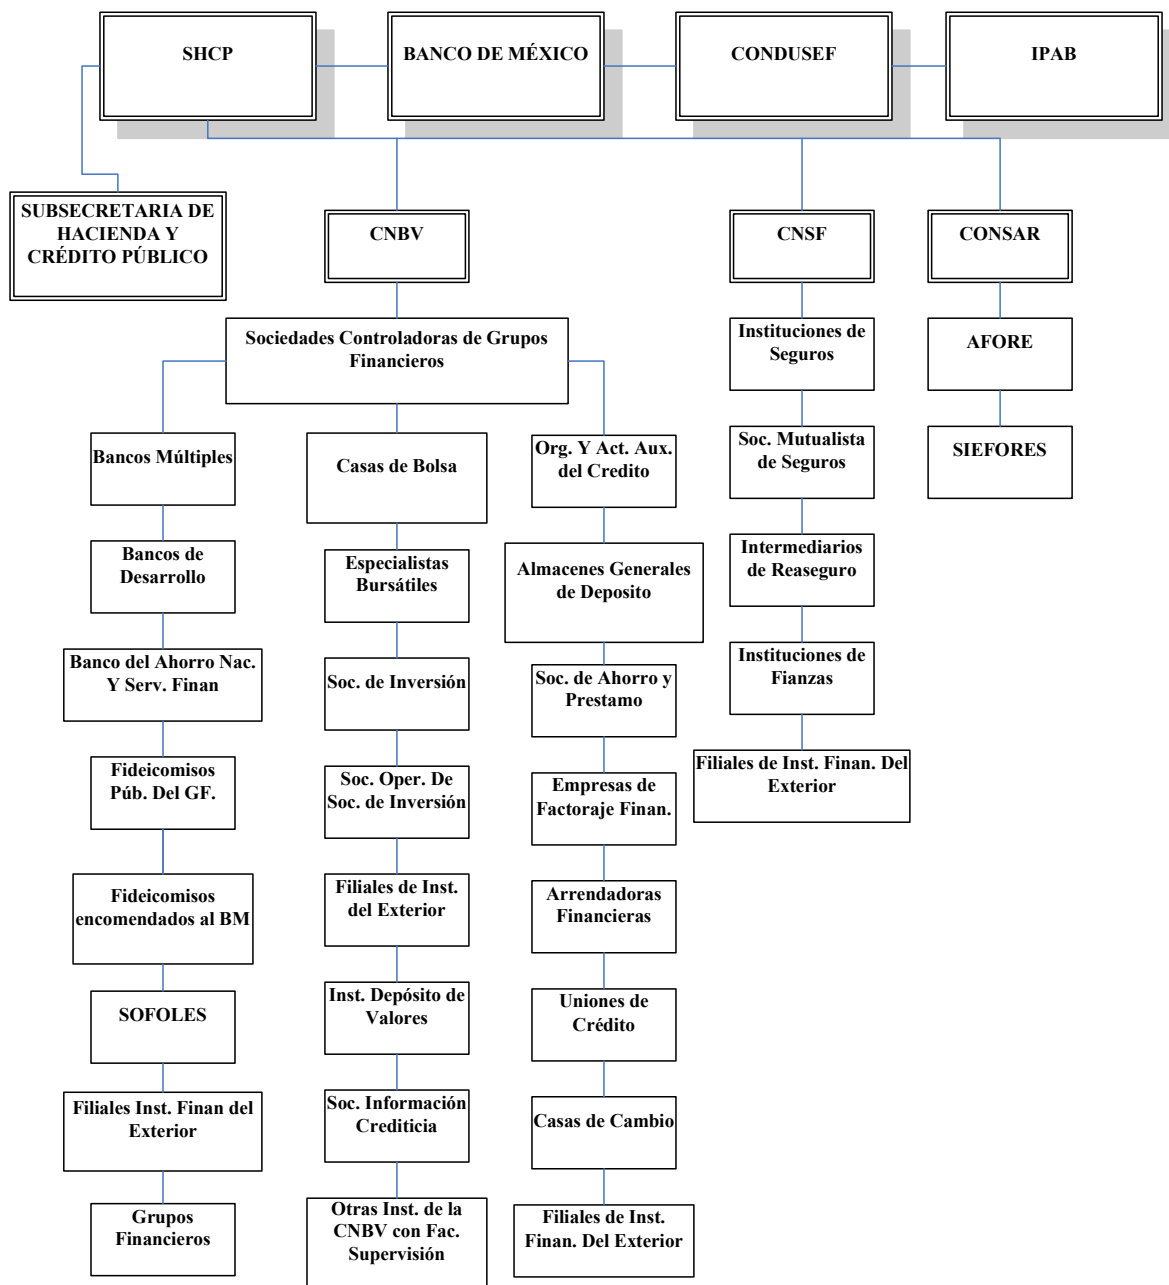 SHCP
BANCO DE MÉXICO
CONDUSEF
IPAB
SUBSECRETARIA DE
HACIENDA Y
CRÉDITO PÚBLICO
CNBV
CNSF
CONSAR
Sociedades Controladoras de Grupos
Financieros
Instituciones de
Seguros
AFORE
Bancos Múltiples
Casas de Bolsa
Org. Y Act. Aux.
del Credito
Soc. Mutualista
de Seguros
SIEFORES
Bancos de
Desarrollo
Especialistas
Bursátiles
Almacenes Generales
de Deposito
Intermediarios
de Reaseguro
Banco del Ahorro Nac.
Y Serv. Finan
Soc. de Inversión
Soc. de Ahorro y
Prestamo
Instituciones de
Fianzas
Fideicomisos
Púb. Del GF.
Soc. Oper. De
Soc. de Inversión
Empresas de
Factoraje Finan.
Filiales de Inst. Finan. Del
Exterior
Fideicomisos
encomendados al BM
Filiales de Inst.
del Exterior
Arrendadoras
Financieras
SOFOLES
Inst. Depósito de
Valores
Uniones de
Crédito
Filiales Inst. Finan del
Exterior
Soc. Información
Crediticia
Casas de Cambio
Grupos
Financieros
Otras Inst. de la
CNBV con Fac.
Supervisión
Filiales de Inst.
Finan. Del Exterior